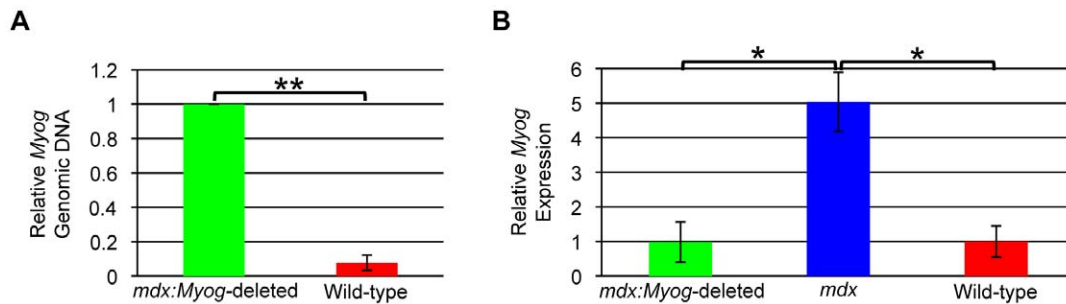 A
Relative Myog
Genomic DNA
1.2
1
0.8
0.6
0.4
0.2
0
**
mdx:Myog-deleted
Wild-type
B
Relative Myog
Expression
6
5
4
3
2
1
0
*
*
mdx:Myog-deleted
mdx
Wild-type